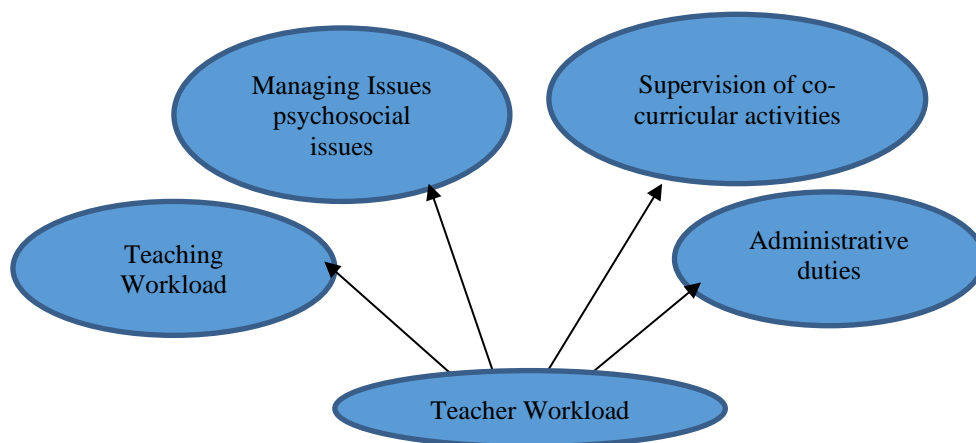 Managing Issues
psychosocial
issues
Supervision of co-
curricular activities
Teaching
Workload
Administrative
duties
Teacher Workload